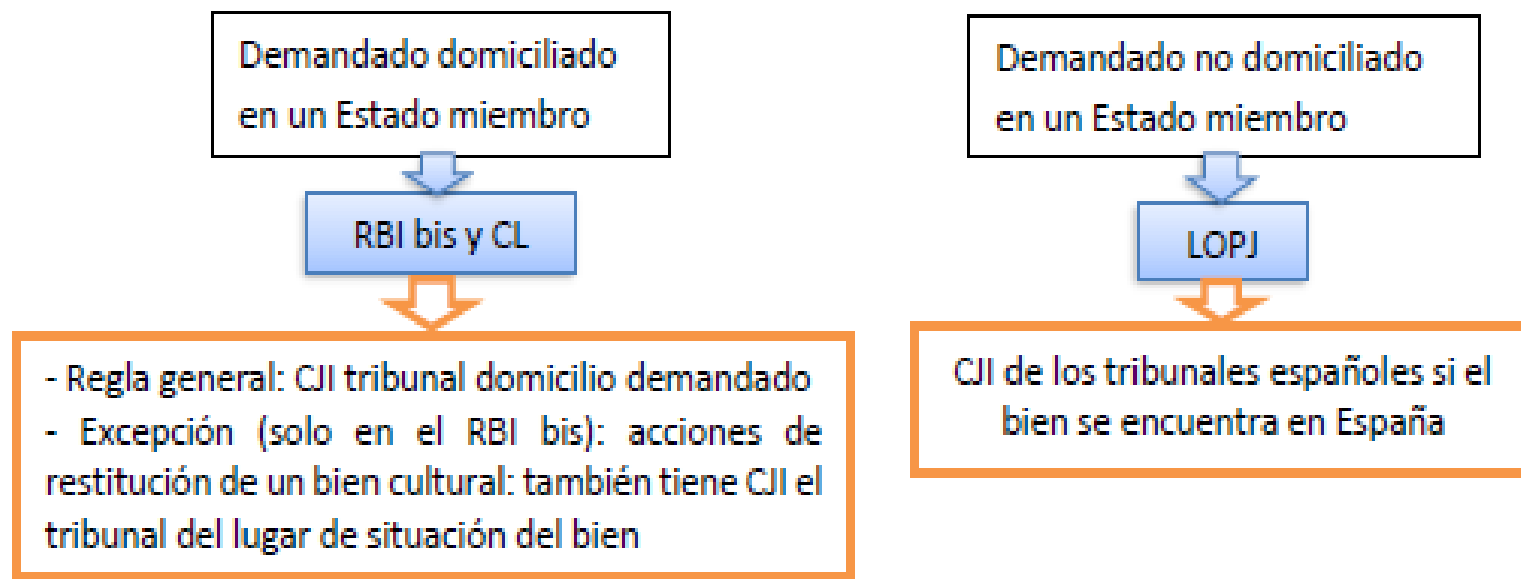 Demandado domiciliado
en un Estado miembro
RBI bis y CL
- Regla general: CJI tribunal domicilio demandado
- Excepción (solo en el RBI bis): acciones de
restitución de un bien cultural: también tiene CJI el
tribunal del lugar de situación del bien
Demandado no domiciliado
en un Estado miembro
LOPJ
CJI de los tribunales españoles si el
bien se encuentra en España